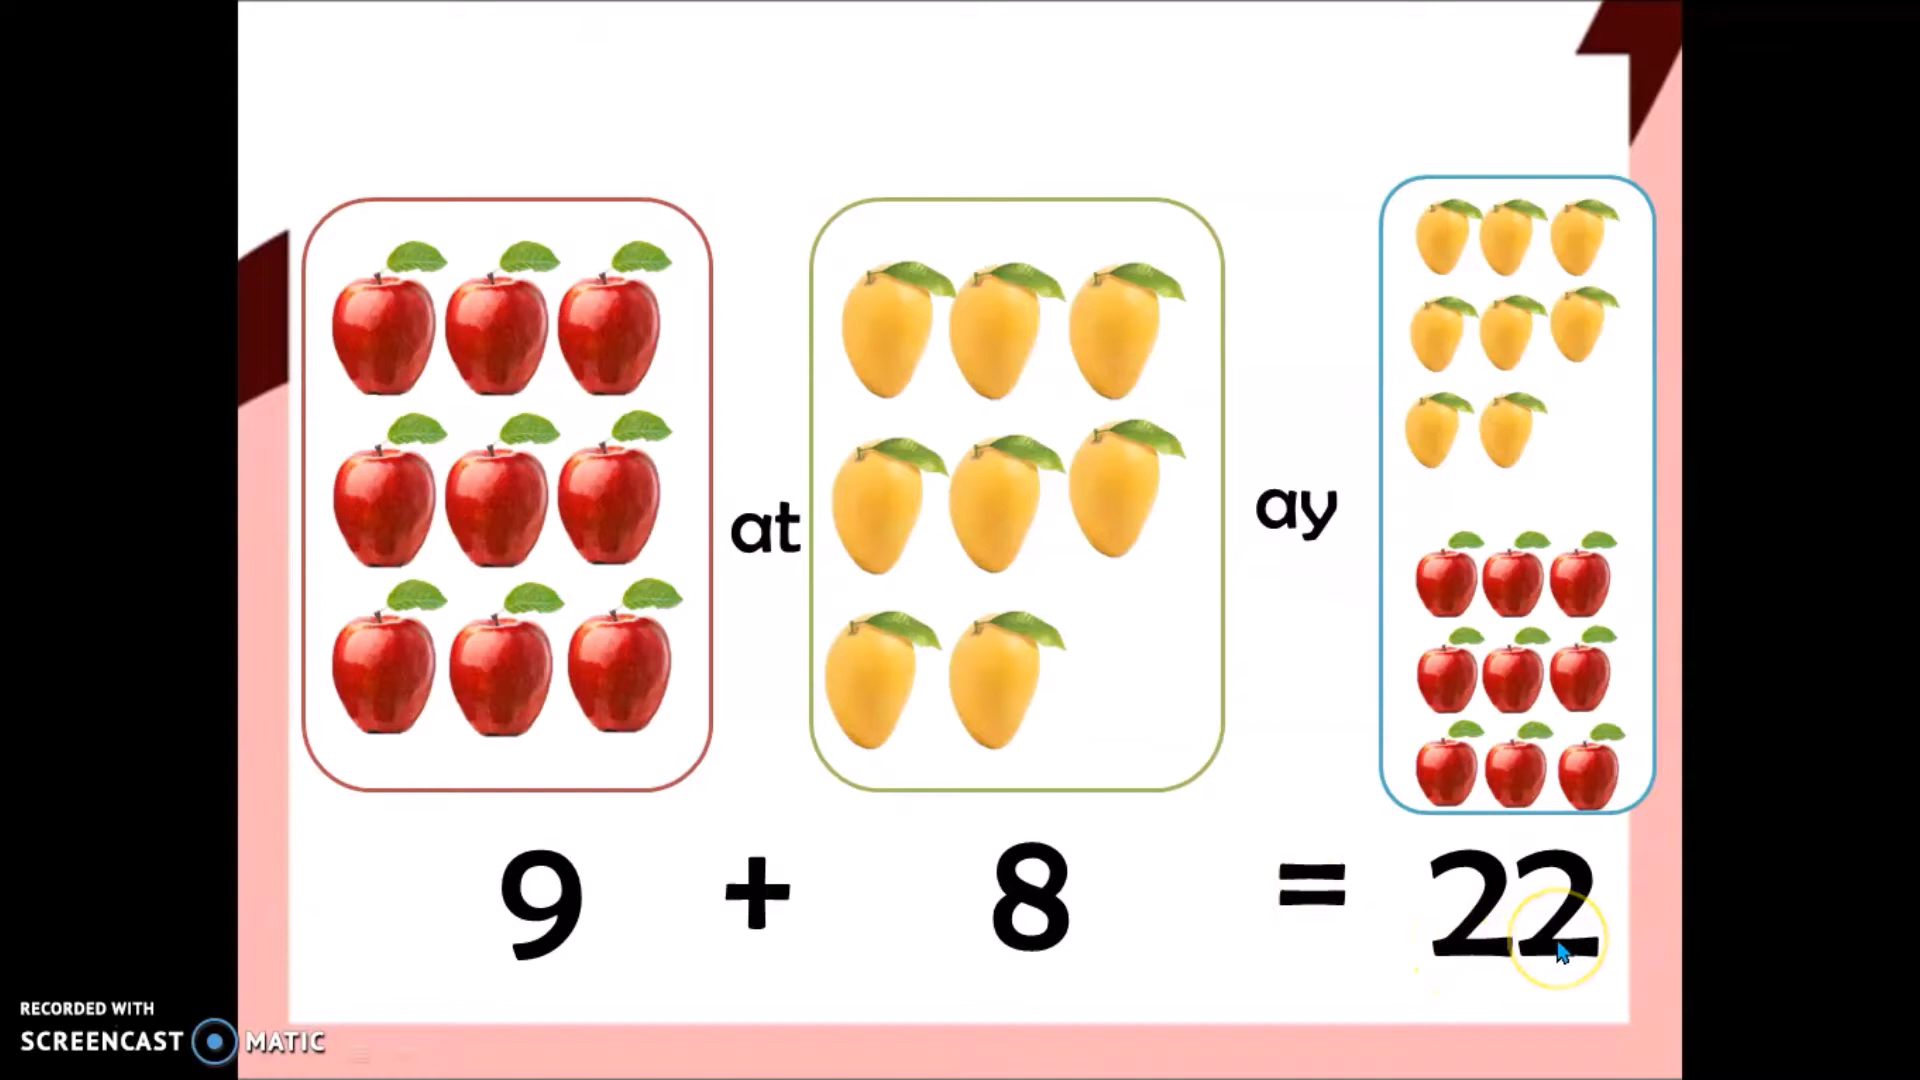 at
ay
9 + 8 = 22
RECORDED WITH
SCREENCAST MATIC